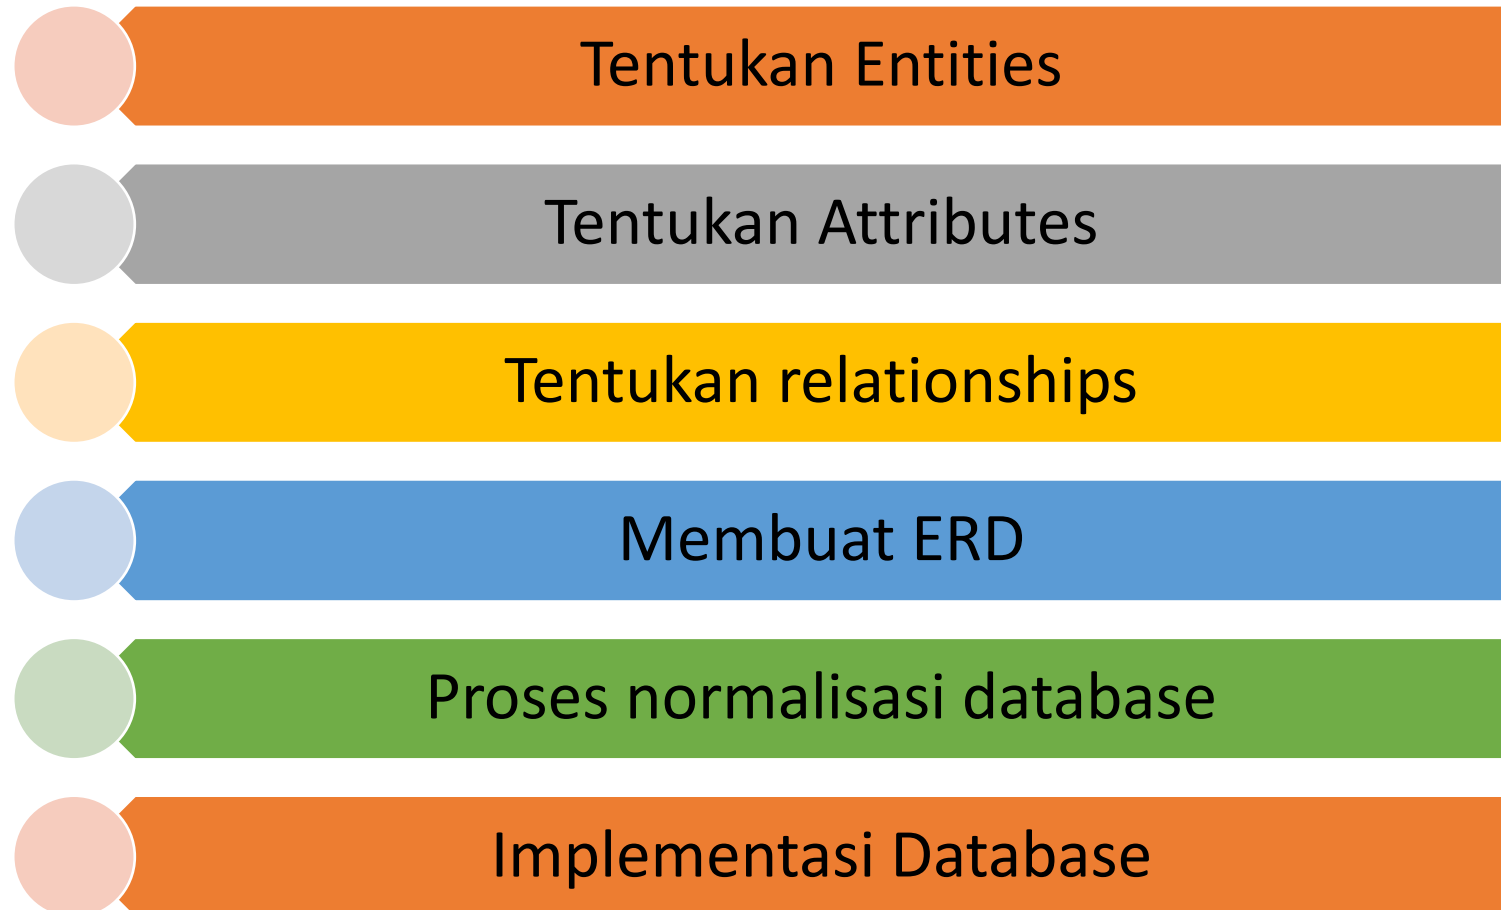 Tentukan Entities
Tentukan Attributes
Tentukan relationships
Membuat ERD
Proses normalisasi database
Implementasi Database